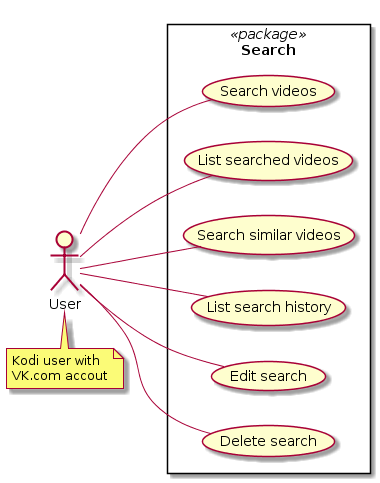 «package»
Search
Search videos
List searched videos
Search similar videos
List search history
Edit search
Delete search
User
Kodi user with
VK.com accout